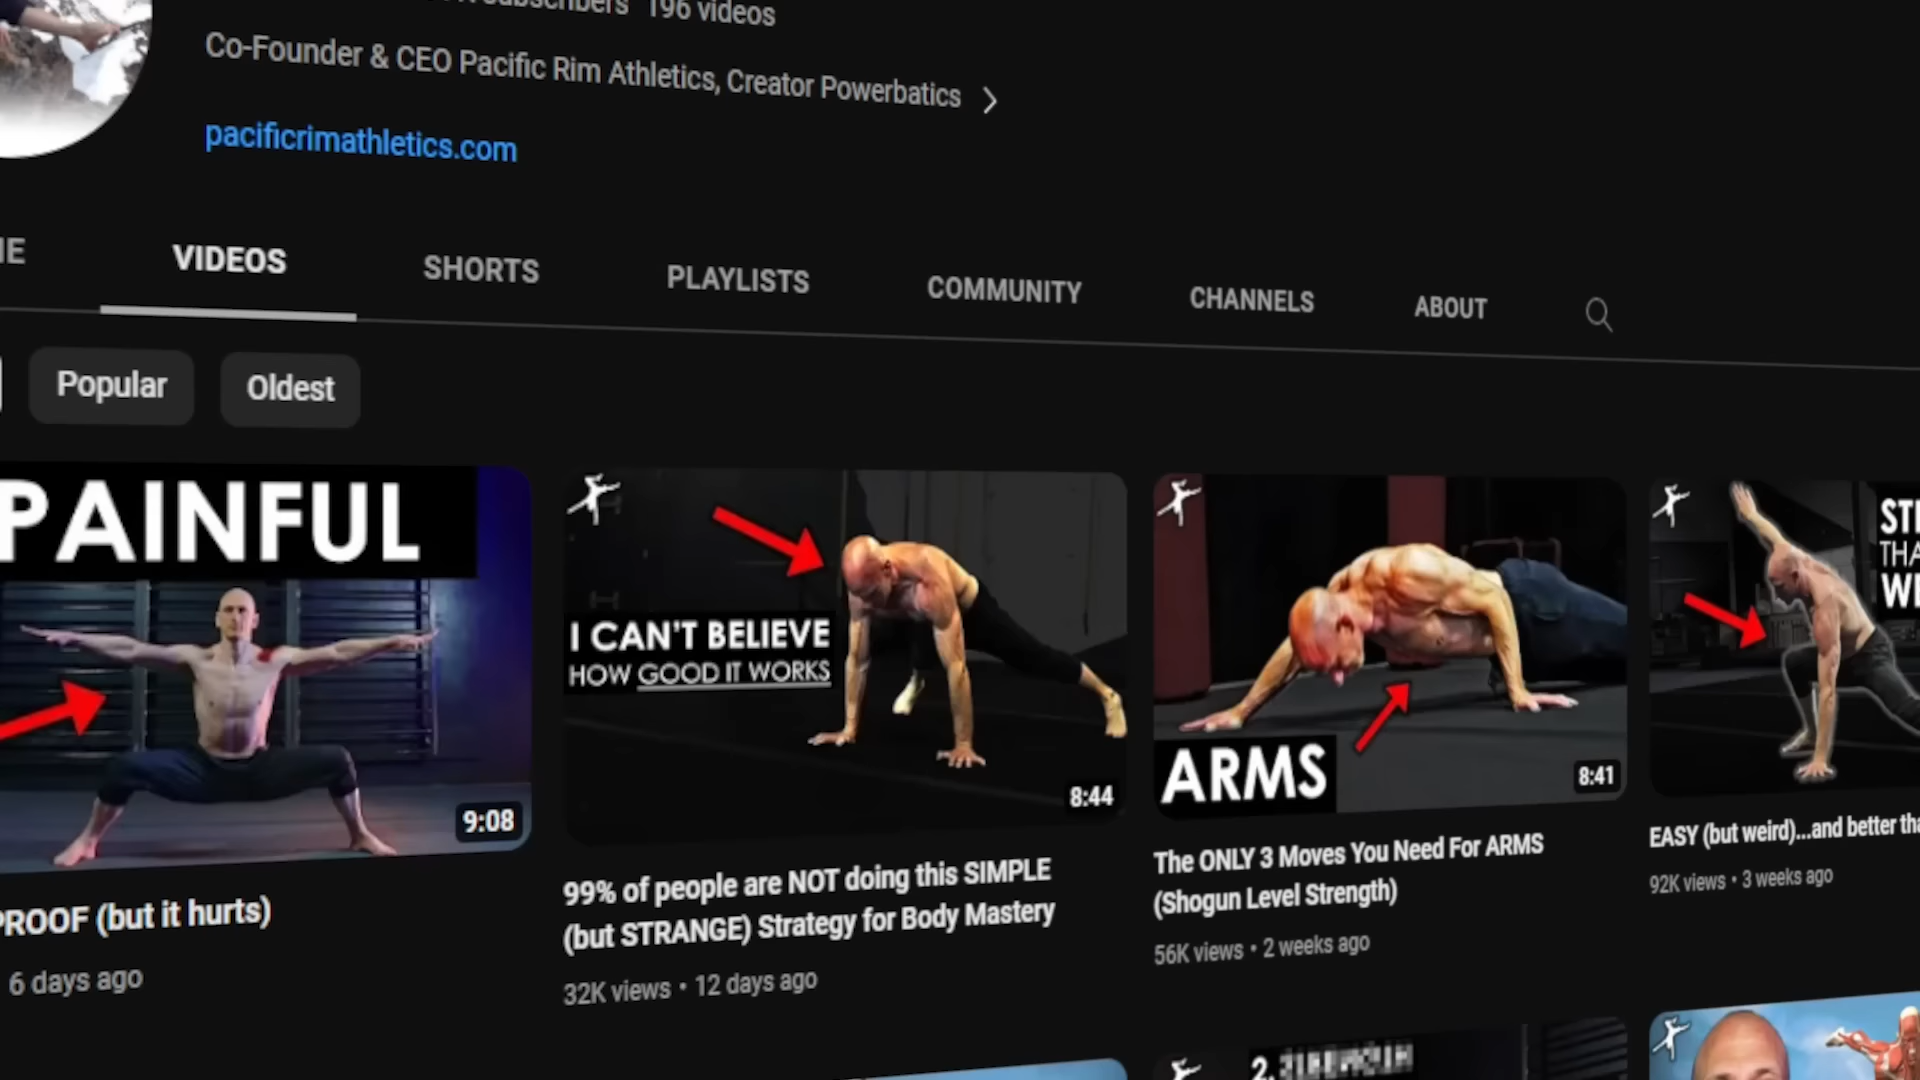 Subscribers 196 videos
Co-Founder & CEO Pacific Rim Athletics, Creator Powerbatics
pacificrimathletics.com
VIDEOS SHORTS PLAYLISTS COMMUNITY CHANNELS ABOUT
Popular Oldest
PAINFUL
9:08
I CAN'T BELIEVE
HOW GOOD IT WORKS
8:44
ARMS
8:41
PROOF (but it hurts)
6 days ago
99% of people are NOT doing this SIMPLE
(but STRANGE) Strategy for Body Mastery
32K views • 12 days ago
The ONLY 3 Moves You Need For ARMS
(Shogun Level Strength)
56K views • 2 weeks ago
EASY (but weird)...and better
92K views • 3 weeks ago
2.